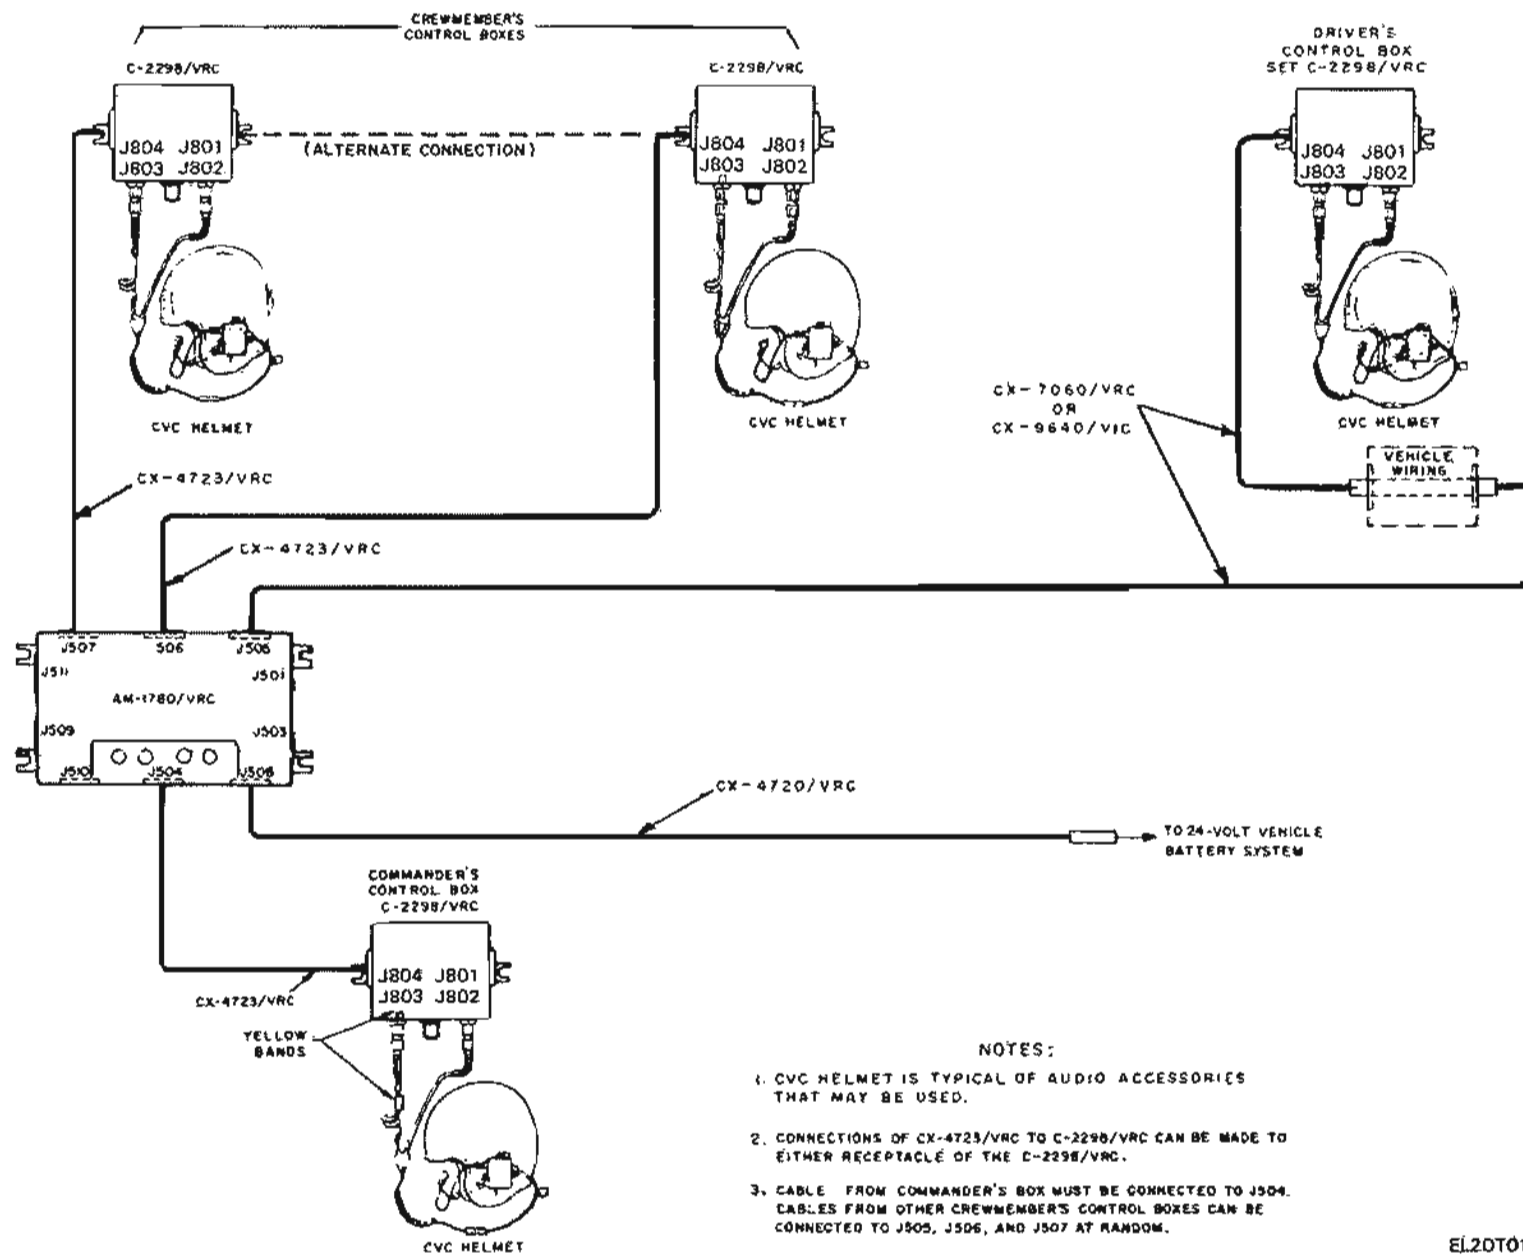 CREWMEMBER'S
CONTROL BOXES
C-2298/VRC
C-2298/VRC
DRIVER'S
CONTROL BOX
SET C-2298/VRC
J804 J801
J803 J802
(ALTERNATE CONNECTION)
J804 J801
J803 J802
J804 J801
J803 J802
CVC HELMET
CVC HELMET
CVC HELMET
CX-7060/VRC
OR
CX-9640/VIC
VEHICLE
WIRING
CX-4723/VRC
CX-4723/VRC
J507
506
J511
J501
AM-1780/VRC
J509
J503
J510
J504
CX-4720/VRC
TO 24-VOLT VEHICLE
BATTERY SYSTEM
COMMANDER'S
CONTROL BOX
C-2298/VRC
J804 J801
J803 J802
CX-4723/VRC
YELLOW
BANDS
CVC HELMET
NOTES:
1. CVC HELMET IS TYPICAL OF AUDIO ACCESSORIES
THAT MAY BE USED.
2. CONNECTIONS OF CX-4723/VRC TO C-2298/VRC CAN BE MADE TO
EITHER RECEPTACLE OF THE C-2298/VRC.
3. CABLE FROM COMMANDER'S BOX MUST BE CONNECTED TO J504.
CABLES FROM OTHER CREWMEMBER'S CONTROL BOXES CAN BE
CONNECTED TO J505, J506, AND J507 AT RANDOM.
EL2DT01